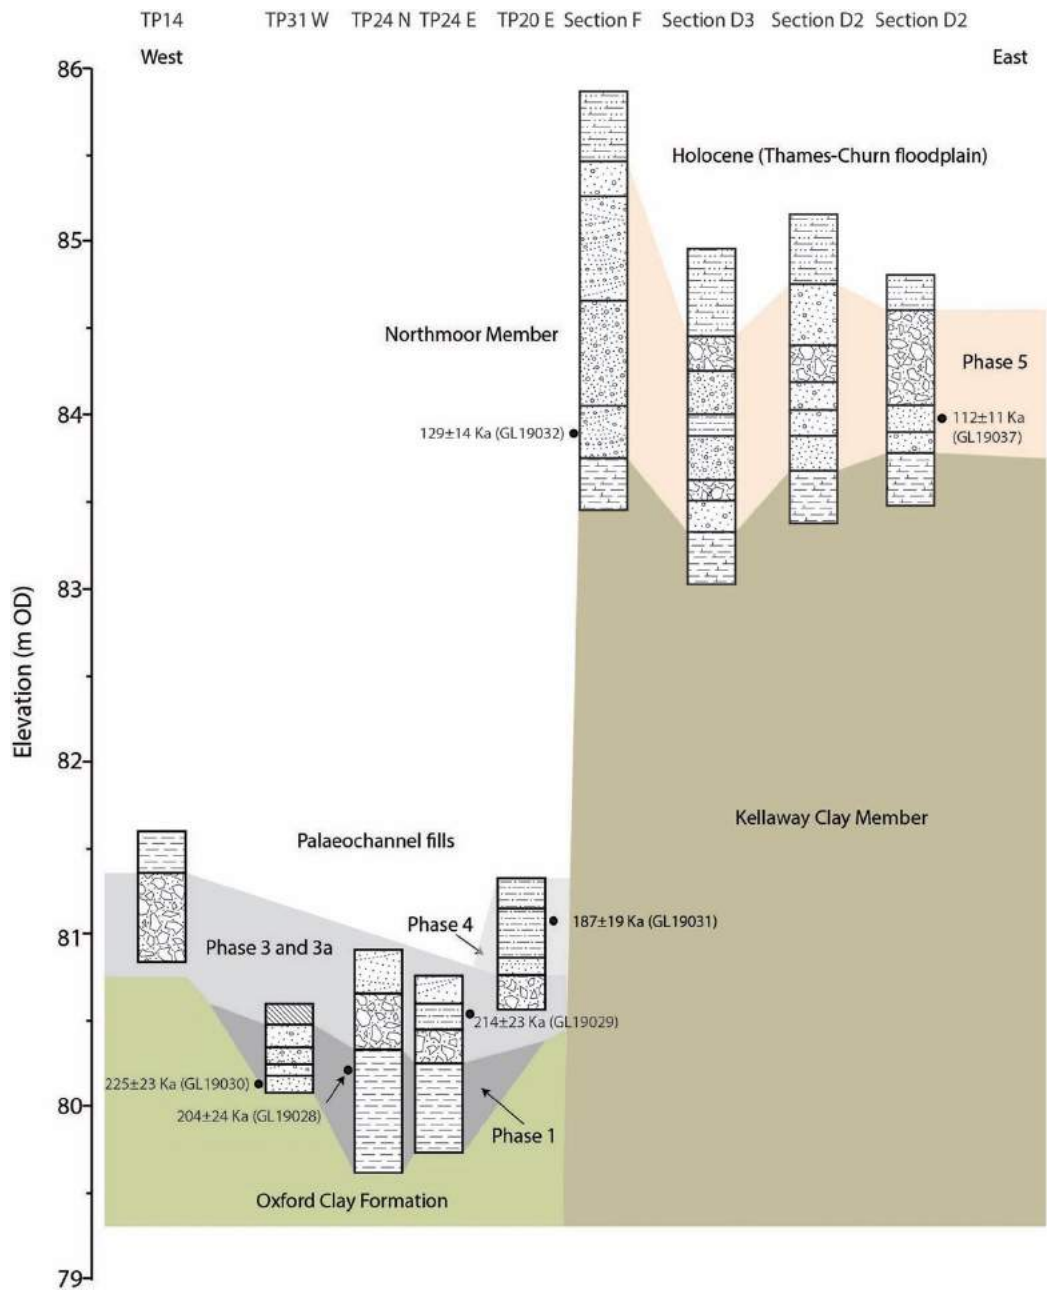 TP14 TP31 W TP24 N TP24 E TP20 E Section F Section D3 Section D2 Section D2
West East
86
Holocene (Thames-Churn floodplain)
85
Northmoor Member
Phase 5
84
129±14 Ka (GL19032)
112±11 Ka
(GL19037)
83
Elevation (m OD)
82
Kellaway Clay Member
Palaeochannel fills
81
Phase 4
187±19 Ka (GL19031)
Phase 3 and 3a
214±23 Ka (GL19029)
225±23 Ka (GL19030)
80
204±24 Ka (GL19028)
Phase 1
Oxford Clay Formation
79